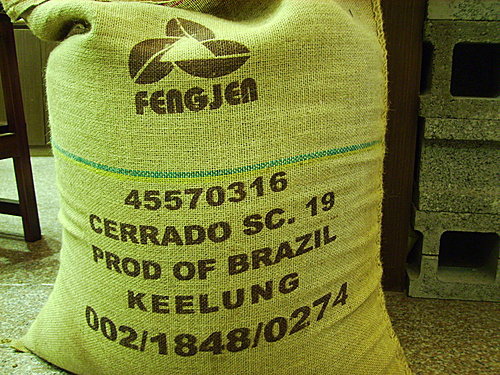 FENGJEN
45570316
CERRADO SC. 19
PROD OF BRAZIL
KEELUNG
002/1848/0274